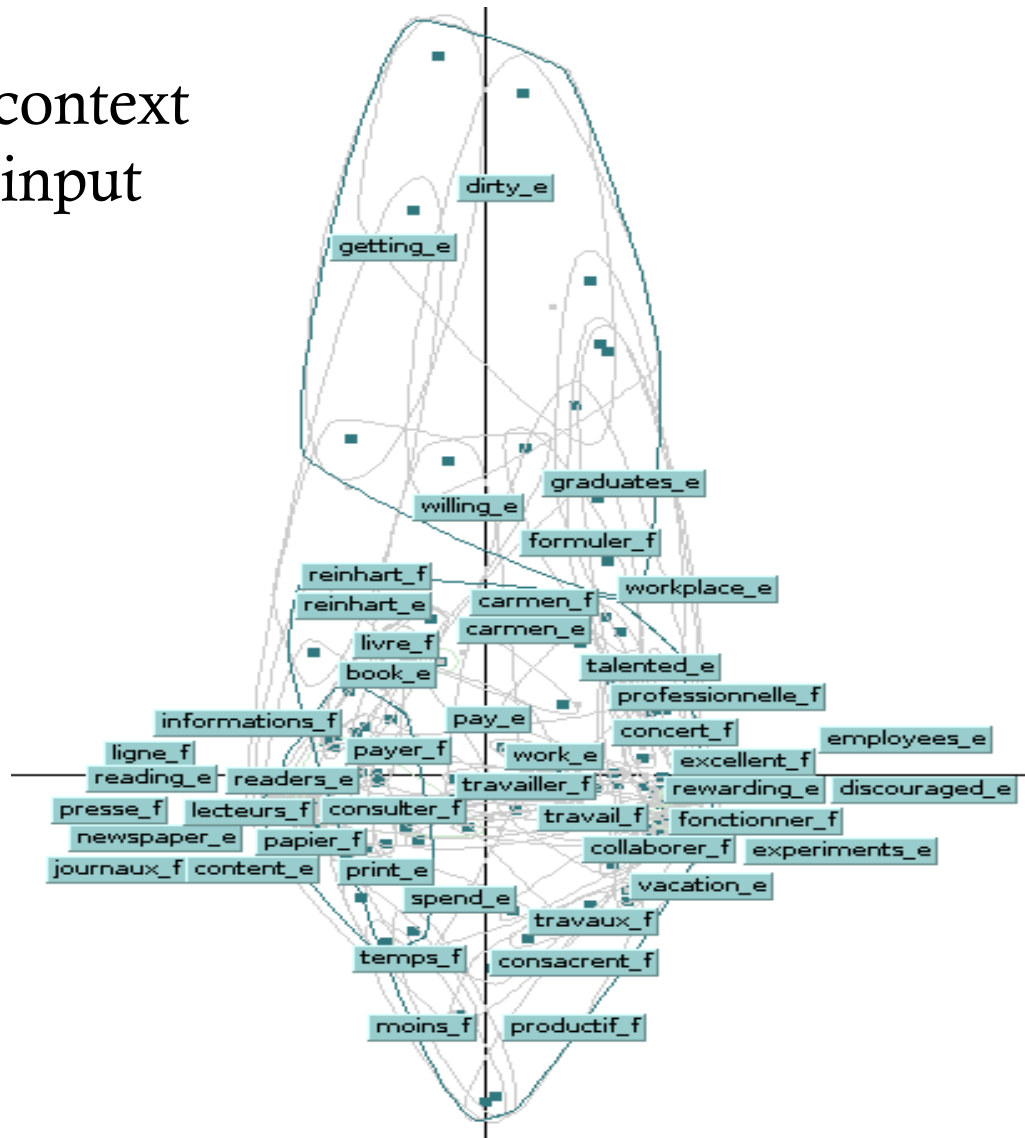 context
input
dirty_e
getting_e
graduates_e
willing_e
formuler_f
reinhart_f
workplace_e
reinhart_e
carmen_f
carmen_e
livre_f
talented_e
book_e
professionnelle_f
informations_f
pay_e
concert_f
employees_e
ligne_f
payer_f
work_e
excellent_f
reading_e
readers_e
travailler_f
rewarding_e
discouraged_e
presse_f
lecteurs_f
consulter_f
travail_f
fonctionner_f
newspaper_e
papier_f
collaborer_f
experiments_e
journaux_f
content_e
print_e
vacation_e
spend_e
travaux_f
temps_f
consacrent_f
moins_f
productif_f